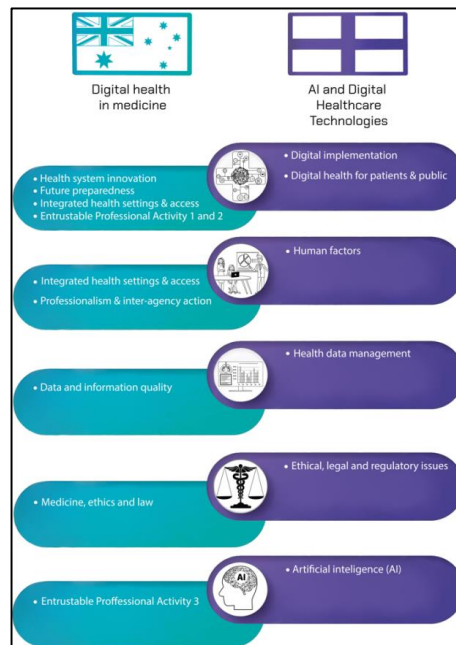 Digital health
in medicine
AI and Digital
Healthcare
Technologies
• Health system innovation
• Future preparedness
• Integrated health settings & access
• Entrustable Professional Activity 1 and 2
• Digital implementation
• Digital health for patients & public
• Integrated health settings & access
• Professionalism & inter-agency action
• Human factors
• Data and information quality
• Health data management
• Medicine, ethics and law
• Ethical, legal and regulatory issues
• Entrustable Proffessional Activity 3
AI
• Artificial inteligence (AI)